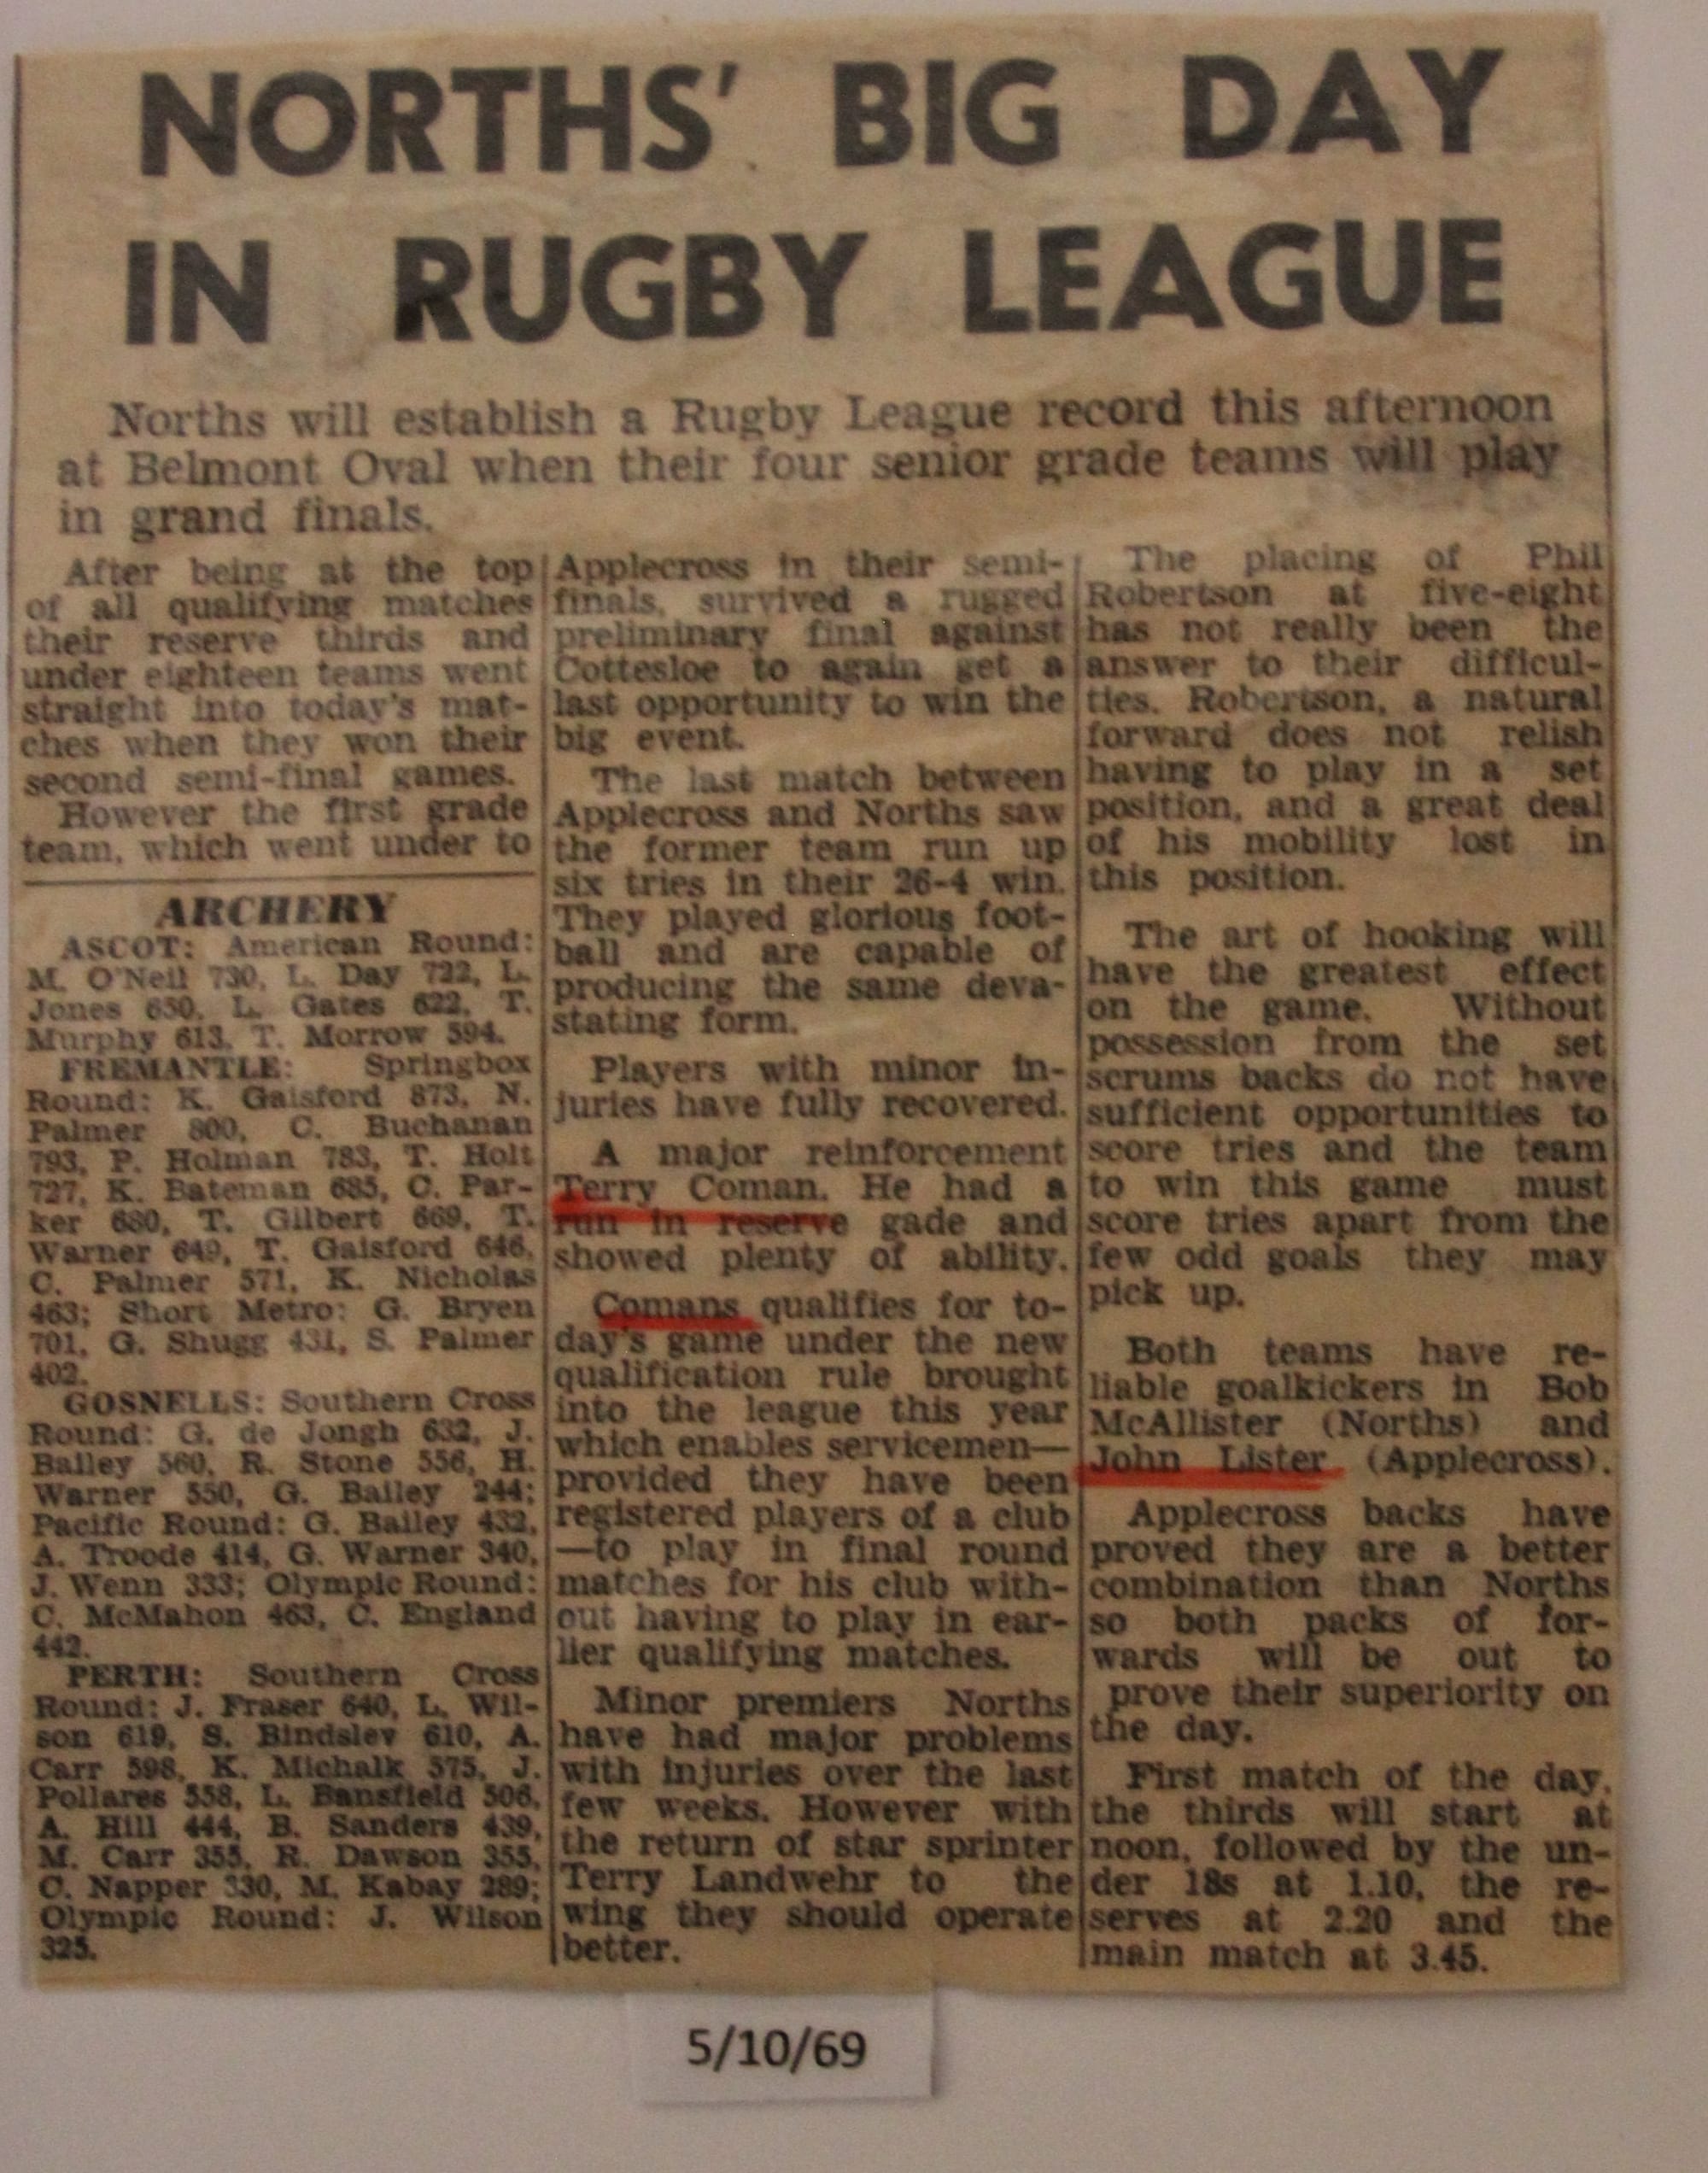 NORTHS' BIG DAY
IN RUGBY LEAGUE
Norths will establish a Rugby League record this afternoon
at Belmont Oval when their four senior grade teams will play
in grand finals.
After being at the top
of all qualifying matches
their reserve thirds and
under eighteen teams went
straight into today's mat-
ches when they won their
second semi-final games.
However the first grade
team, which went under to
ARCHERY
ASCOT: American Round:
M. O'Neil 730, L. Day 722, L.
Jones 650, L. Gates 622, T.
Murphy 613, T. Morrow 594.
FREMANTLE: Springbox
Round: K. Gaisford 873, N.
Palmer 800, C. Buchanan
793, P. Holman 783, T. Holt
727, K. Bateman 685, C. Par-
ker 680, T. Gilbert 669, T.
Warner 649, T. Gaisford 646,
C. Palmer 571, K. Nicholas
463; Short Metro: G. Bryen
701, G. Shugg 431, S. Palmer
402.
GOSNELLS: Southern Cross
Round: G. de Jongh 632, J.
Bailey 560, R. Stone 556, H.
Warner 550, G. Bailey 244;
Pacific Round: G. Bailey 432,
A. Troode 414, G. Warner 340,
J. Wenn 333; Olympic Round:
C. McMahon 463, C. England
442.
PERTH: Southern Cross
Round: J. Fraser 640, L. Wil-
son 619, S. Bindslev 610, A.
Carr 598, K. Michalk 575, J.
Pollares 558, L. Bansfield 506,
A. Hill 444, B. Sanders 439,
M. Carr 355, R. Dawson 355,
C. Napper 330, M. Kabay 289;
Olympic Round: J. Wilson
325.
Applecross in their semi-
finals, survived a rugged
preliminary final against
Cottesloe to again get a
last opportunity to win the
big event.
The last match between
Applecross and Norths saw
the former team run up
six tries in their 26-4 win.
They played glorious foot-
ball and are capable of
producing the same deva-
stating form.
Players with minor in-
juries have fully recovered.
A major reinforcement
Terry Coman. He had a
run in reserve gade and
showed plenty of ability.
Comans qualifies for to-
day's game under the new
qualification rule brought
into the league this year
which enables servicemen—
provided they have been
registered players of a club
—to play in final round
matches for his club with-
out having to play in ear-
lier qualifying matches.
Minor premiers Norths
have had major problems
with injuries over the last
few weeks. However with
the return of star sprinter
Terry Landwehr to the
wing they should operate
better.
The placing of Phil
Robertson at five-eight
has not really been the
answer to their difficul-
ties. Robertson, a natural
forward does not relish
having to play in a set
position, and a great deal
of his mobility lost in
this position.
The art of hooking will
have the greatest effect
on the game. Without
possession from the set
scrums backs do not have
sufficient opportunities to
score tries and the team
to win this game must
score tries apart from the
few odd goals they may
pick up.
Both teams have re-
liable goalkickers in Bob
McAllister (Norths) and
John Lister (Applecross).
Applecross backs have
proved they are a better
combination than Norths
so both packs of for-
wards will be out to
prove their superiority on
the day.
First match of the day,
the thirds will start at
noon, followed by the un-
der 18s at 1.10, the re-
serves at 2.20 and the
main match at 3.45.
5/10/69